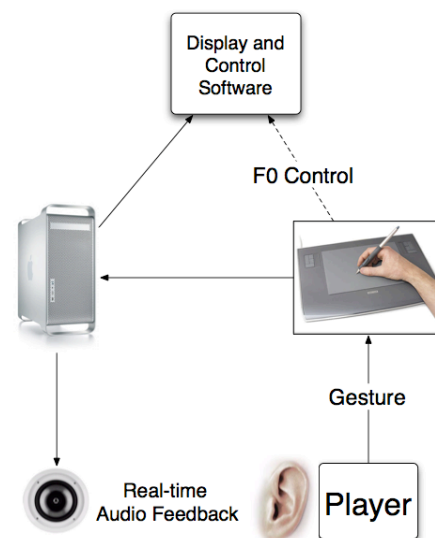 Display and
Control
Software
F0 Control
Gesture
Real-time
Audio Feedback
Player